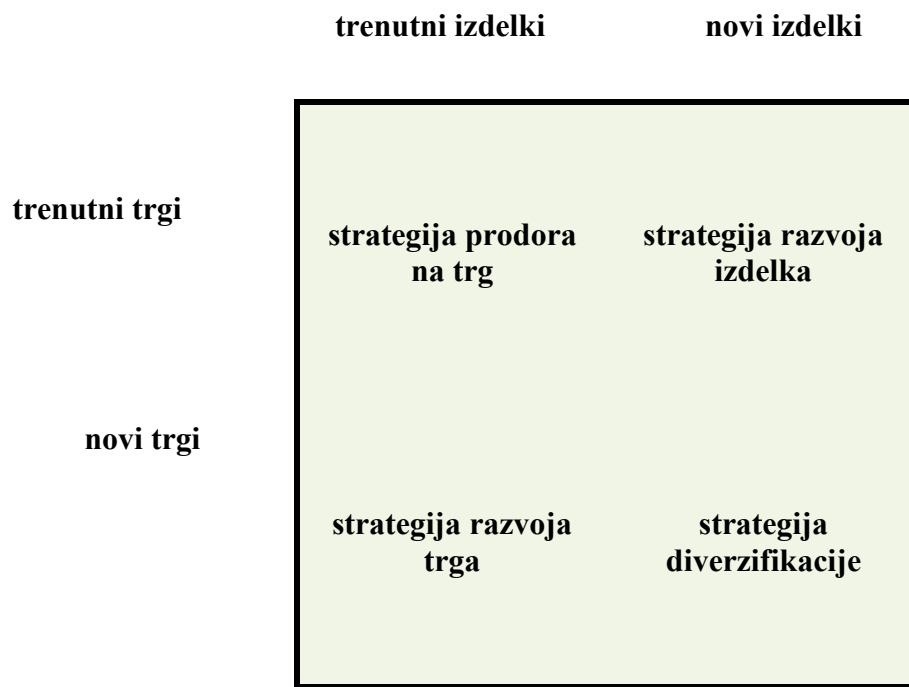 trenutni izdelki novi izdelki
trenutni trgi
strategija prodora
na trg
strategija razvoja
izdelka
novi trgi
strategija razvoja
trga
strategija
diverzifikacije